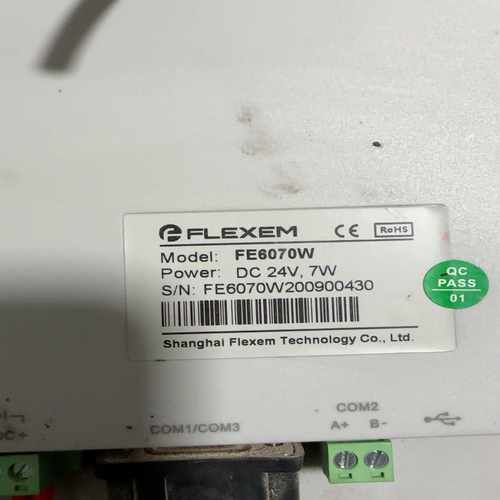 FLEXEM CE RoHS
Model: FE6070W
Power: DC 24V, 7W
S/N: FE6070W200900430
Shanghai Flexem Technology Co., Ltd.
QC
PASS
01
COM1/COM3
COM2
A+ B-